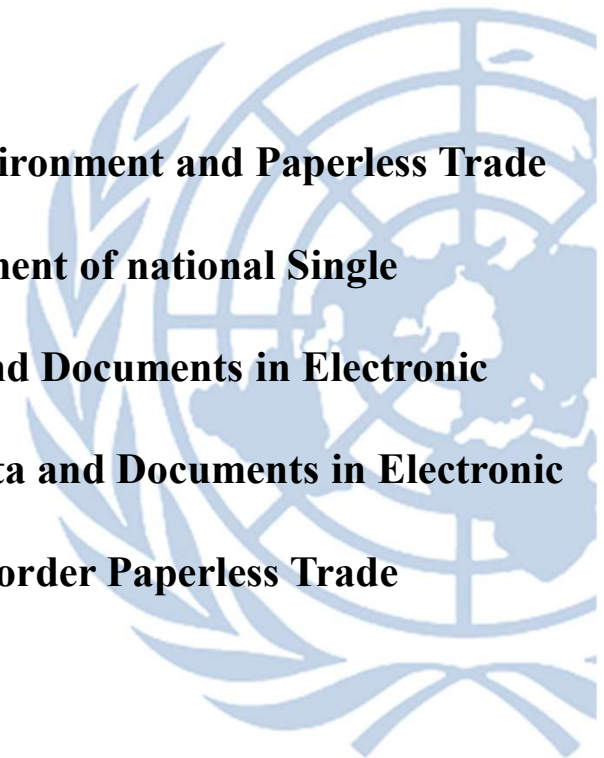 ironment and Paperless Trade
ment of national Single
nd Documents in Electronic
ta and Documents in Electronic
order Paperless Trade